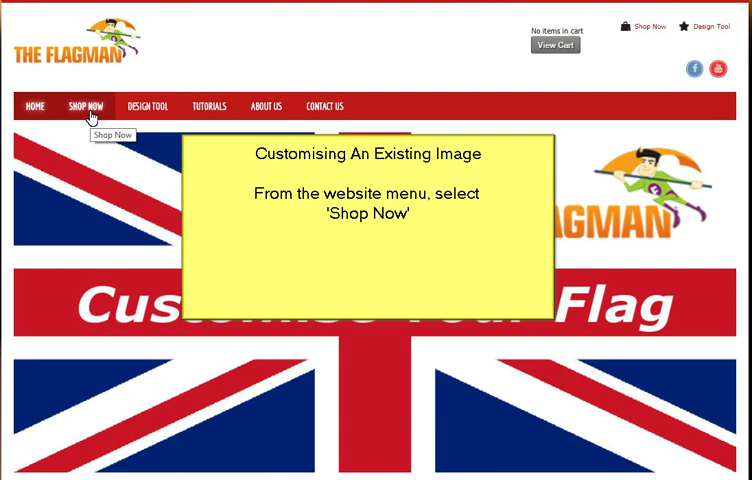 No items in cart
Shop Now
Design Tool
THE FLAGMAN
View Cart
HOME
SHOP NOW
DESIGN TOOL
TUTORIALS
ABOUT US
CONTACT US
Shop Now
Customising An Existing Image
From the website menu, select
'Shop Now'
AGMAN
Cus
Flag